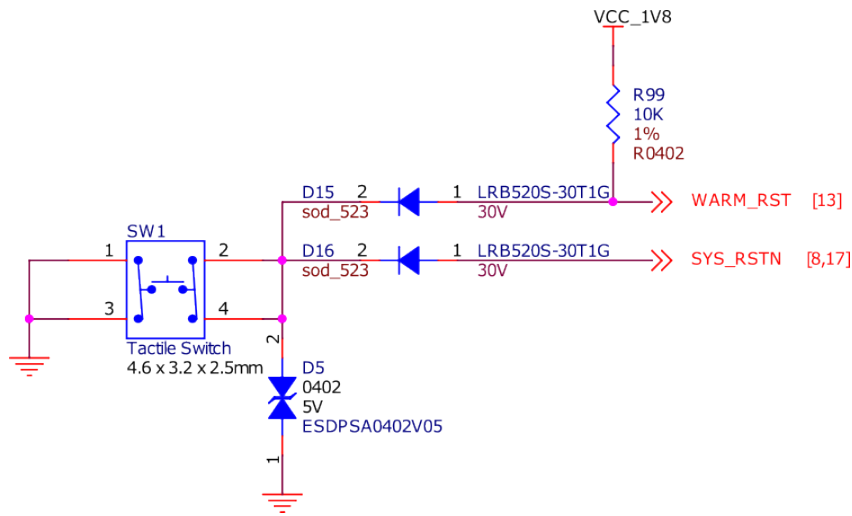 VCC_1V8
R99
10K
1%
R0402
D15 2 1 LRB520S-30T1G
sod_523 30V
WARM_RST [13]
SW1
1 2
D16 2 1 LRB520S-30T1G
sod_523 30V
SYS_RSTN [8,17]
3 4
Tactile Switch
4.6 x 3.2 x 2.5mm
2
D5
0402
5V
ESDPSA0402V05
1